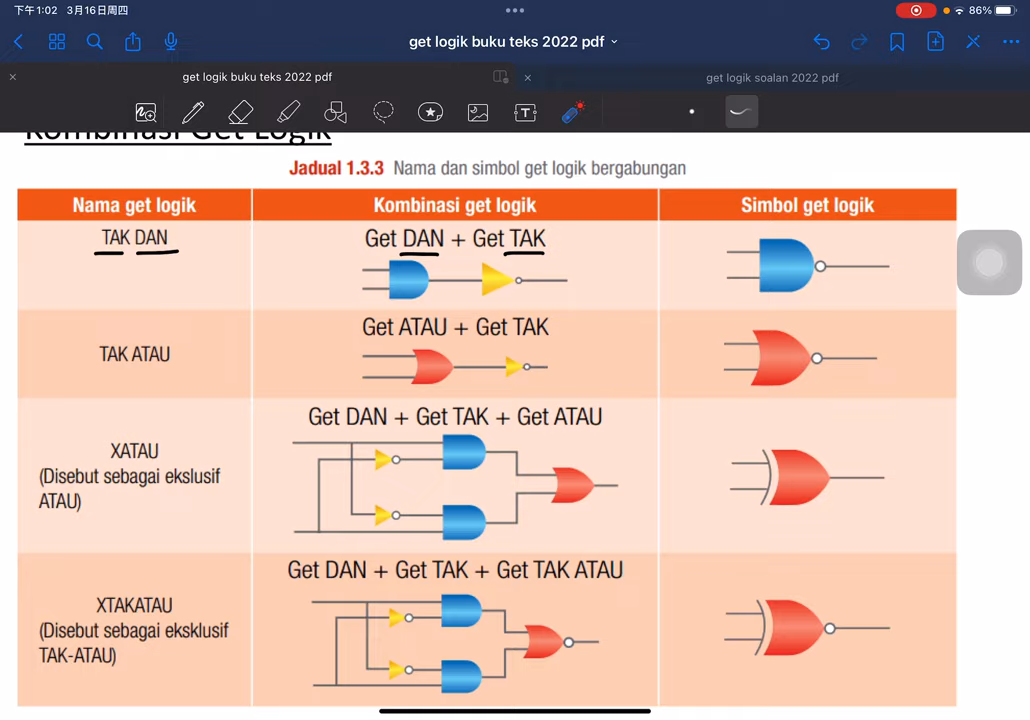 下午1:02 3月16日周四
86%
get logik buku teks 2022 pdf
get logik buku teks 2022 pdf
get logik soalan 2022 pdf
Kombinasi Get Logik
Jadual 1.3.3 Nama dan simbol get logik bergabungan
Nama get logik Kombinasi get logik Simbol get logik
TAK DAN
Get DAN + Get TAK
TAK ATAU
Get ATAU + Get TAK
XATAU
(Disebut sebagai ekslusif
ATAU)
Get DAN + Get TAK + Get ATAU
XTAKATAU
(Disebut sebagai eksklusif
TAK-ATAU)
Get DAN + Get TAK + Get TAK ATAU